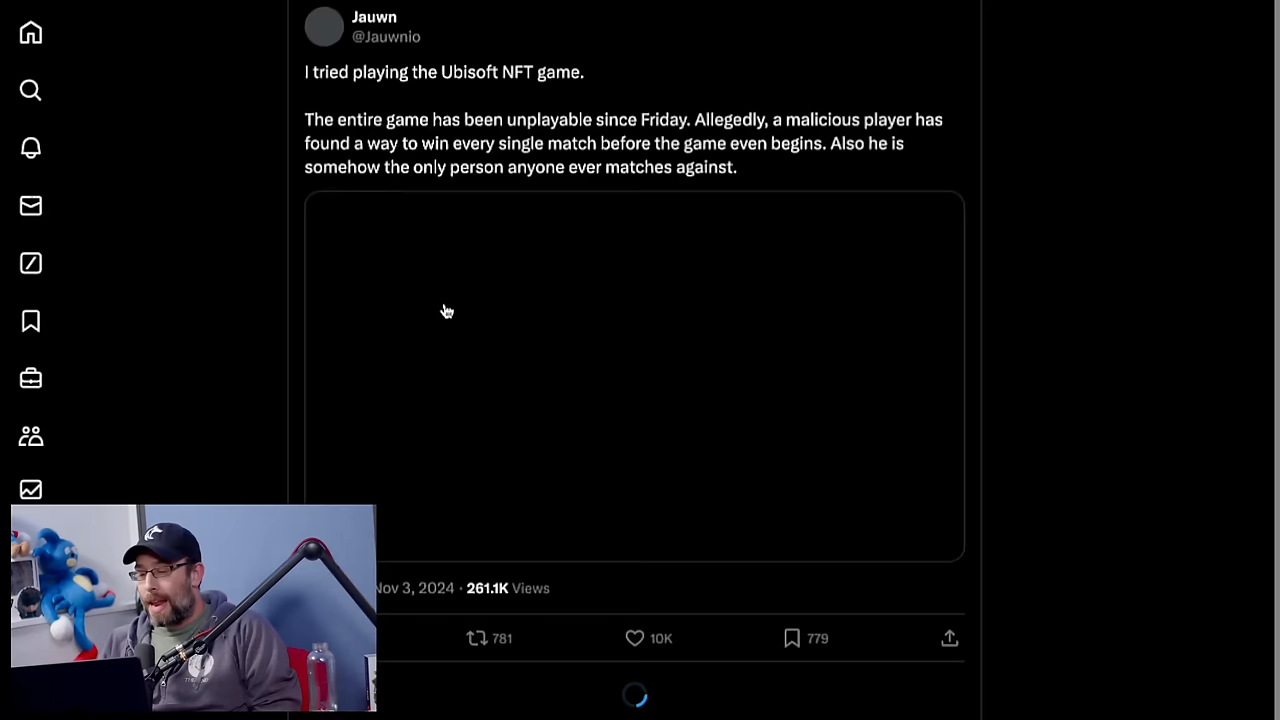 Jauwn
@Jauwnio
I tried playing the Ubisoft NFT game.
The entire game has been unplayable since Friday. Allegedly, a malicious player has
found a way to win every single match before the game even begins. Also he is
somehow the only person anyone ever matches against.
Nov 3, 2024 · 261.1K Views
781 10K 779